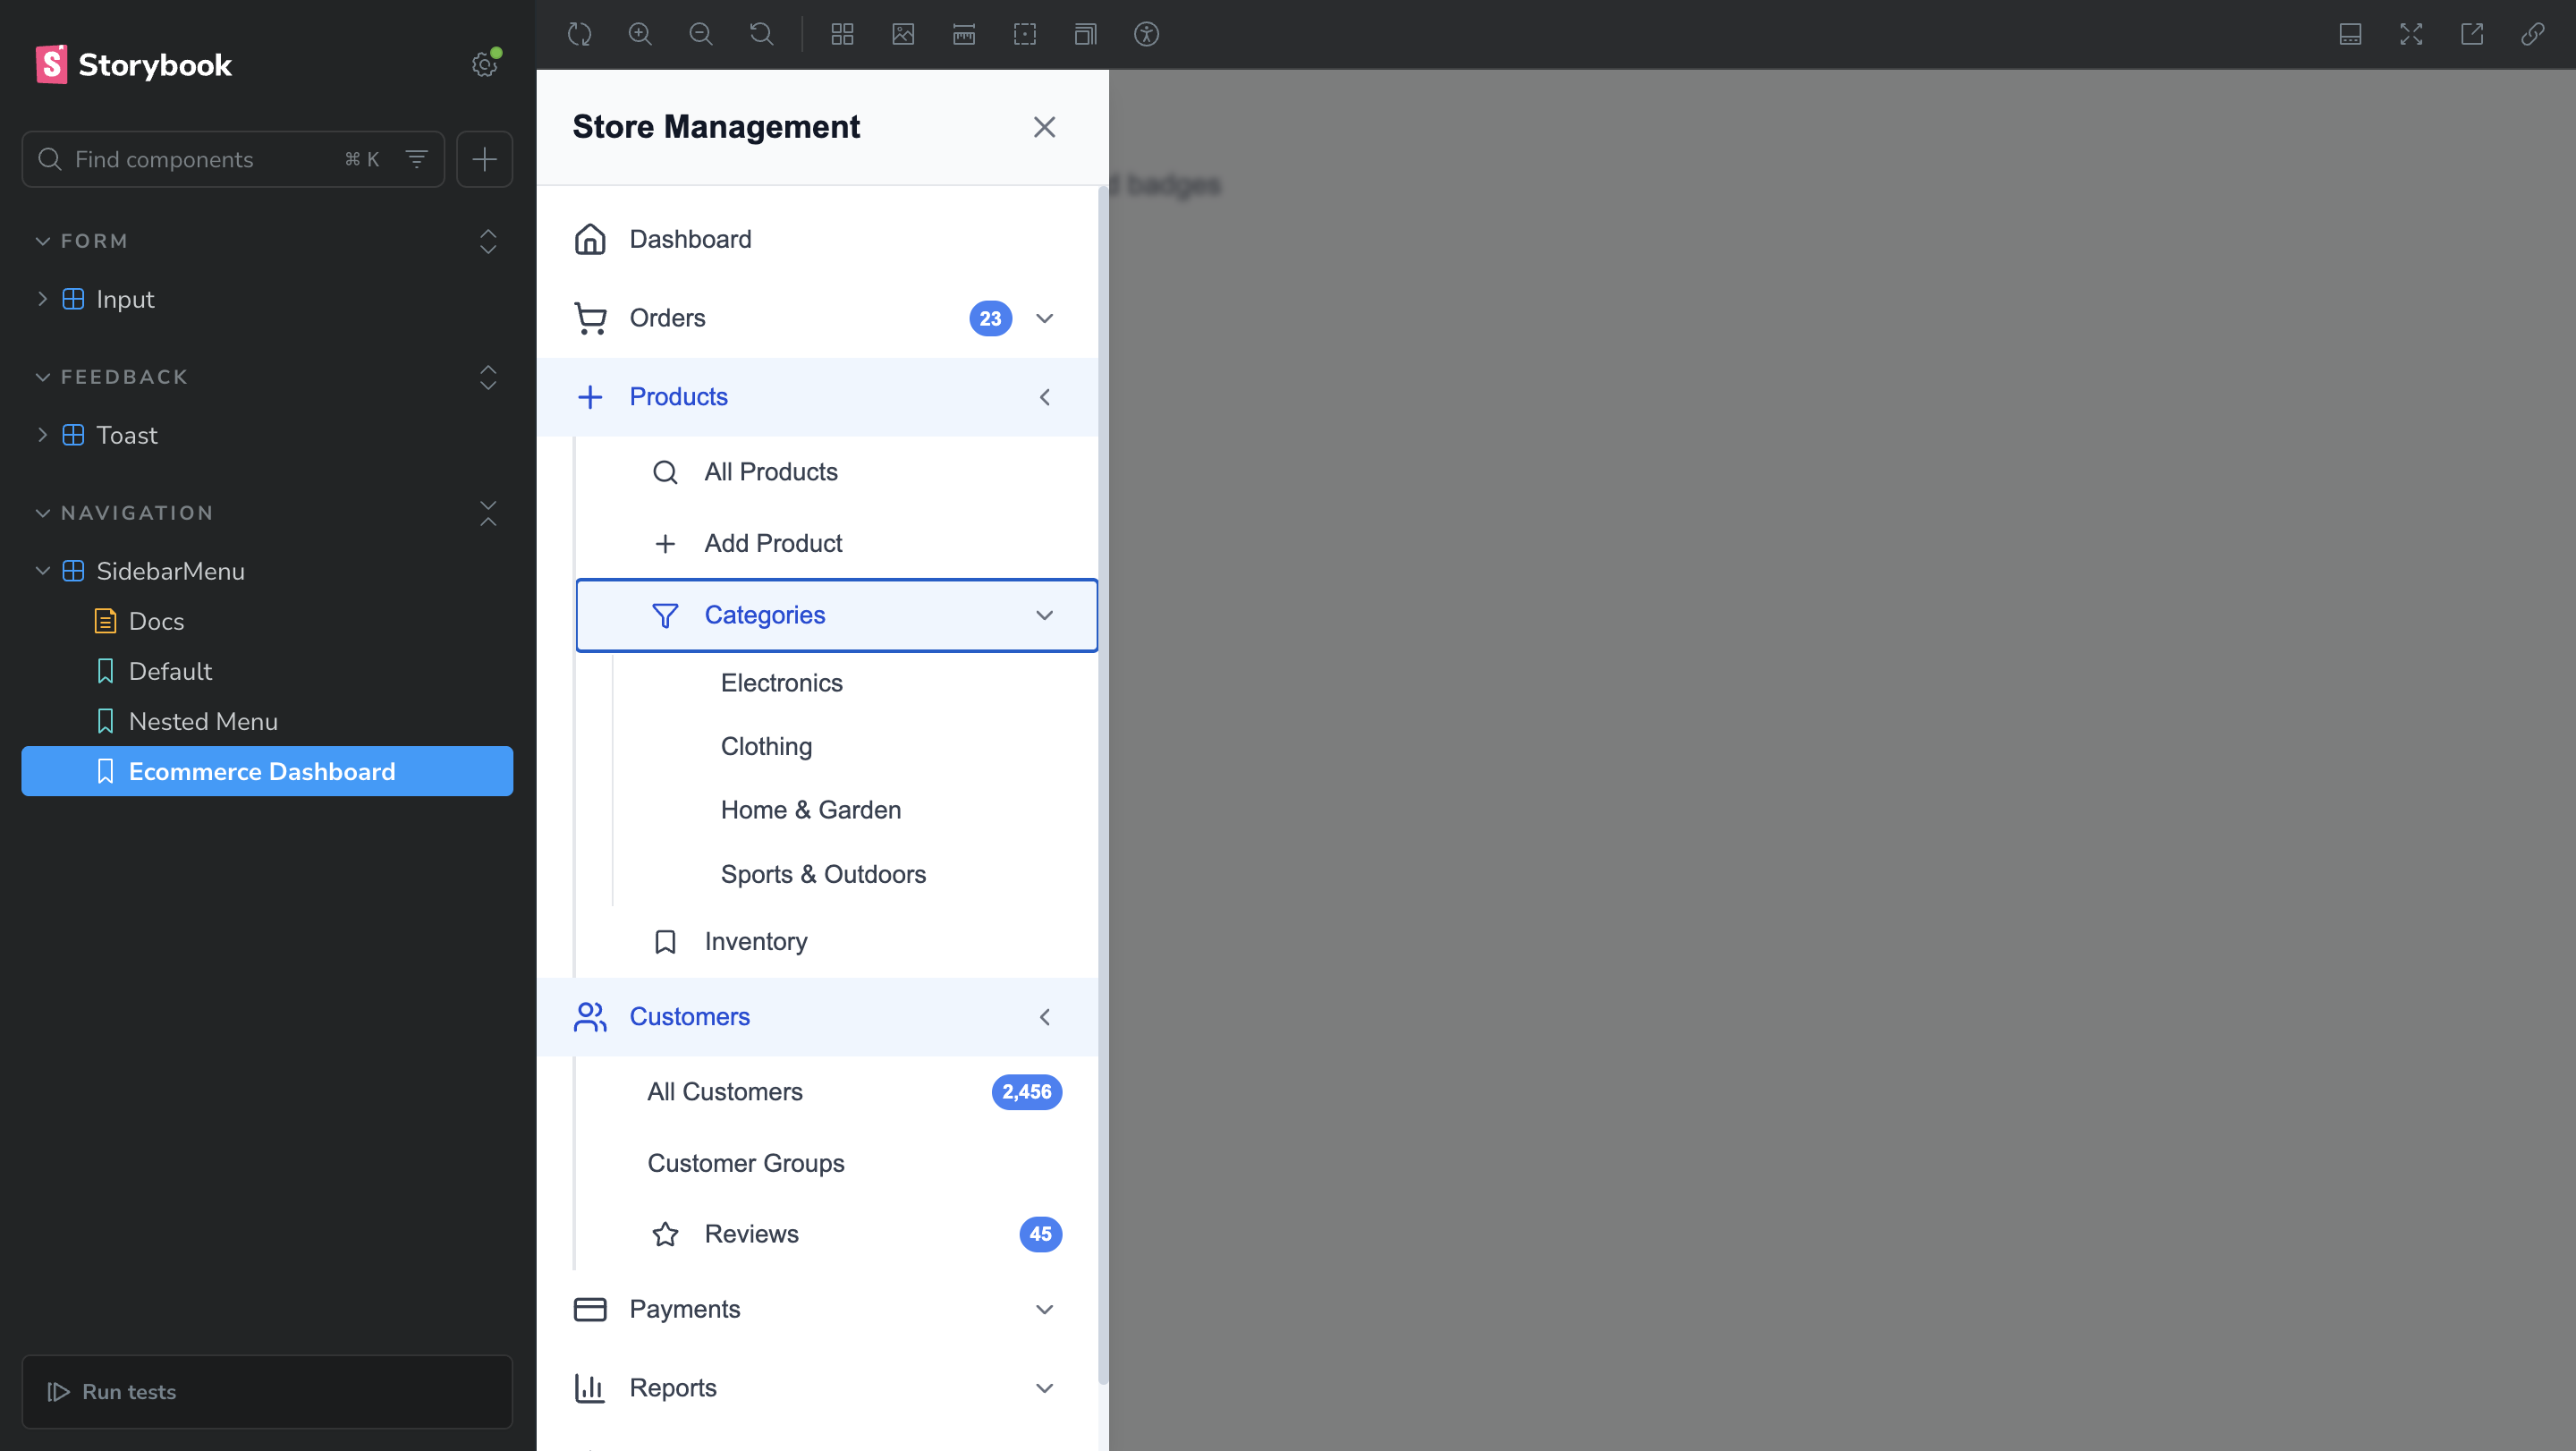 Storybook
Find components
⌘ K
FORM
Input
FEEDBACK
Toast
NAVIGATION
SidebarMenu
Docs
Default
Nested Menu
Ecommerce Dashboard
Run tests
Store Management
badges
Dashboard
Orders 23
Products
All Products
Add Product
Categories
Electronics
Clothing
Home & Garden
Sports & Outdoors
Inventory
Customers
All Customers 2,456
Customer Groups
Reviews 45
Payments
Reports